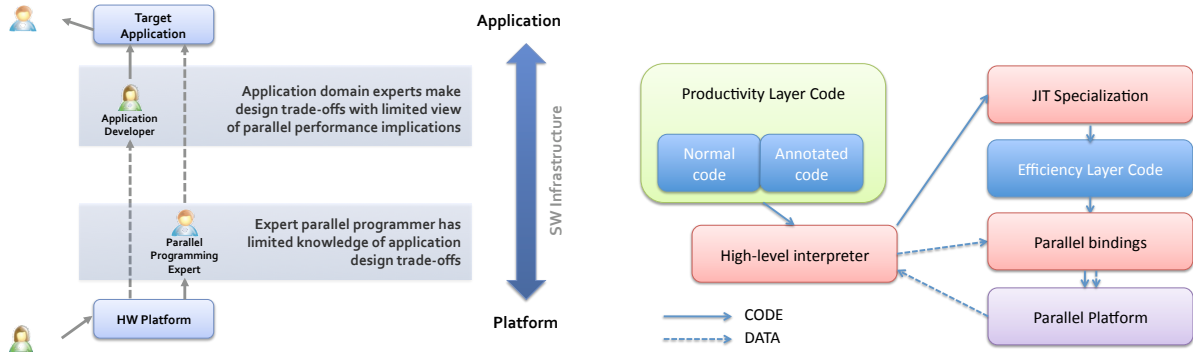 Target
Application
Application domain experts make
design trade-offs with limited view
of parallel performance implications
Application
Developer
Expert parallel programmer has
limited knowledge of application
design trade-offs
Parallel
Programming
Expert
HW Platform
Application
SW Infrastructure
Platform
Productivity Layer Code
Normal
code
Annotated
code
High-level interpreter
JIT Specialization
Efficiency Layer Code
Parallel bindings
Parallel Platform
CODE
DATA